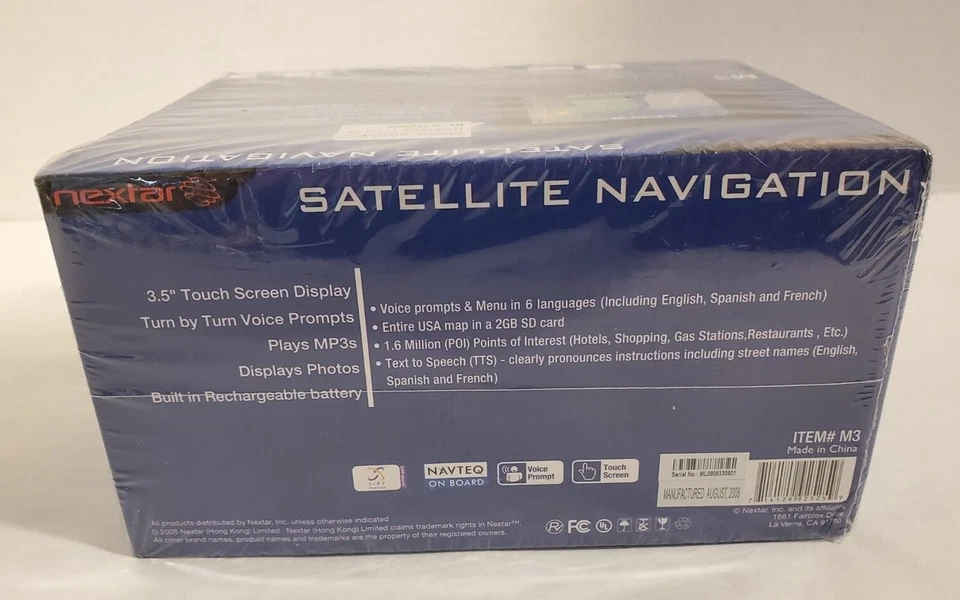 SATELLITE NAVIGATION
nextar
SATELLITE NAVIGATION
3.5" Touch Screen Display
Turn by Turn Voice Prompts
Plays MP3s
Displays Photos
Built in Rechargeable battery
• Voice prompts & Menu in 6 languages (Including English, Spanish and French)
• Entire USA map in a 2GB SD card
• 1.6 Million (POI) Points of Interest (Hotels, Shopping, Gas Stations,Restaurants , Etc.)
• Text to Speech (TTS) - clearly pronounces instructions including street names (English,
Spanish and French)
ITEM# M3
Made in China
NAVTEQ
ON BOARD
Voice
Prompt
Touch
Screen
Serial No.: ML0808330801
MANUFACTURED AUGUST, 2008
All products distributed by Nextar, Inc. unless otherwise indicated
© 2005 Nextar (Hong Kong) Limited. Nextar (Hong Kong) Limited claims trademark rights in Nextar™.
All other brand names, product names and trademarks are the property of their registered owners.
FC
© Nextar, Inc. and its affiliates
1661 Fairplex Drive
La Verne, CA